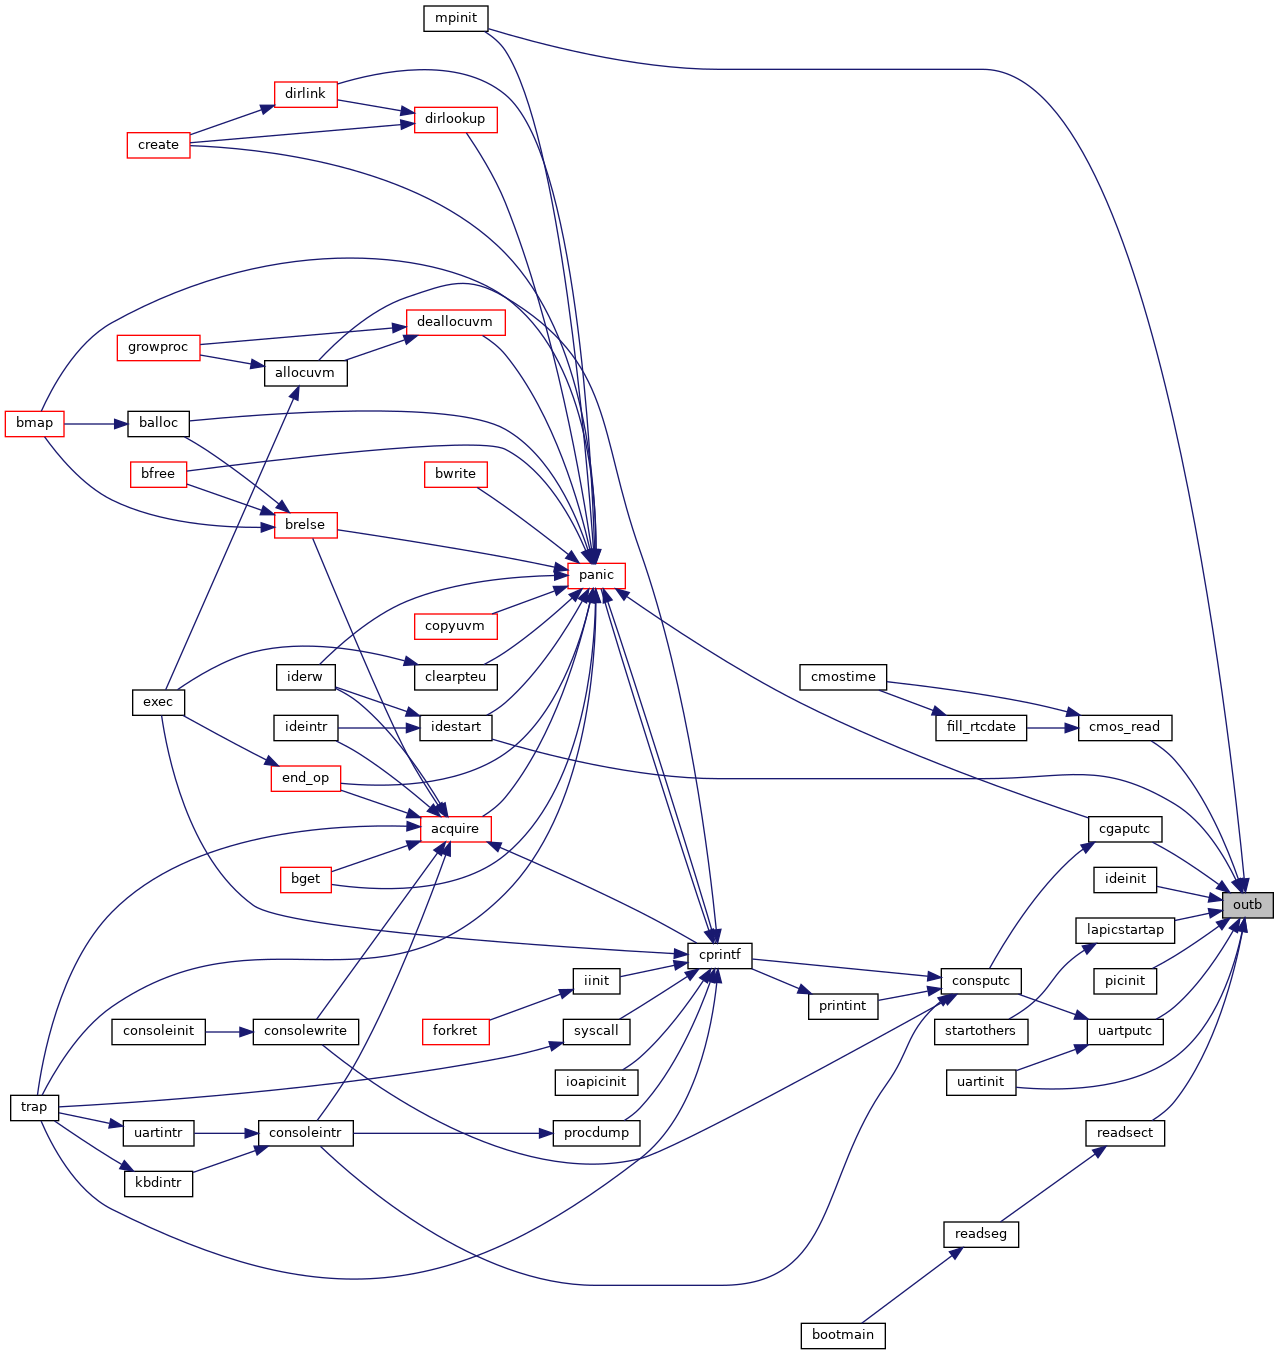 mpinit
dirlink
dirlookup
create
deallocuvm
growproc
allocuvm
bmap
balloc
bfree
bwrite
brelse
panic
copyuvm
iderw
clearpteu
cmostime
exec
ideintr
idestart
fill_rtcdate
cmos_read
end_op
acquire
cgaputc
bget
ideinit
outb
lapicstartap
cprintf
iinit
consputc
picinit
printint
consoleinit
consolewrite
forkret
syscall
startothers
uartputc
ioapicinit
uartinit
trap
uartintr
consoleintr
procdump
readsect
kbdintr
readseg
bootmain